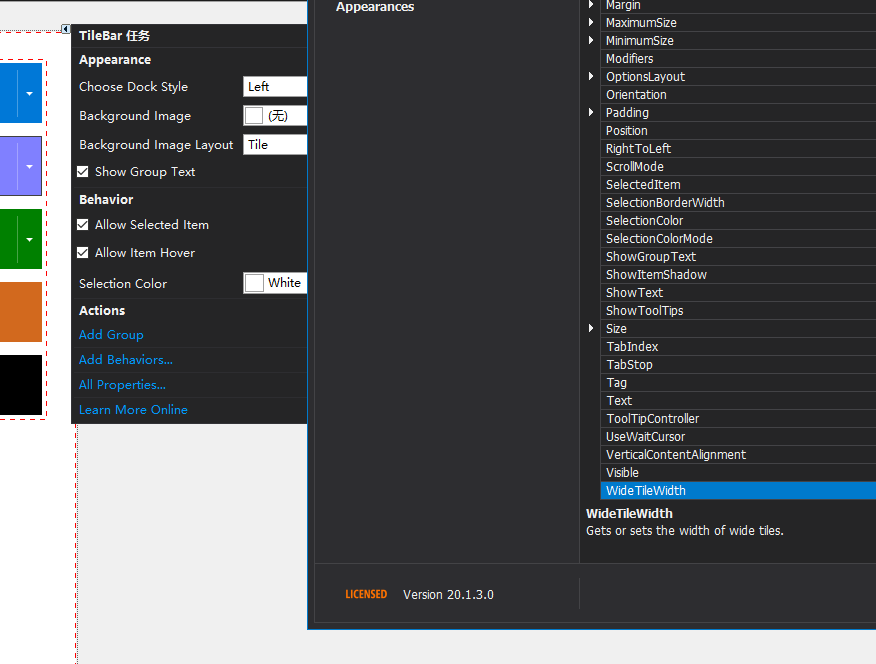 TileBar 任务
Appearance
Choose Dock Style Left
Background Image (无)
Background Image Layout Tile
Show Group Text
Behavior
Allow Selected Item
Allow Item Hover
Selection Color White
Actions
Add Group
Add Behaviors...
All Properties...
Learn More Online
Appearances
Margin
MaximumSize
MinimumSize
Modifiers
OptionsLayout
Orientation
Padding
Position
RightToLeft
ScrollMode
SelectedItem
SelectionBorderWidth
SelectionColor
SelectionColorMode
ShowGroupText
ShowItemShadow
ShowText
ShowToolTips
Size
TabIndex
TabStop
Tag
Text
ToolTipController
UseWaitCursor
VerticalContentAlignment
Visible
WideTileWidth
WideTileWidth
Gets or sets the width of wide tiles.
LICENSED Version 20.1.3.0